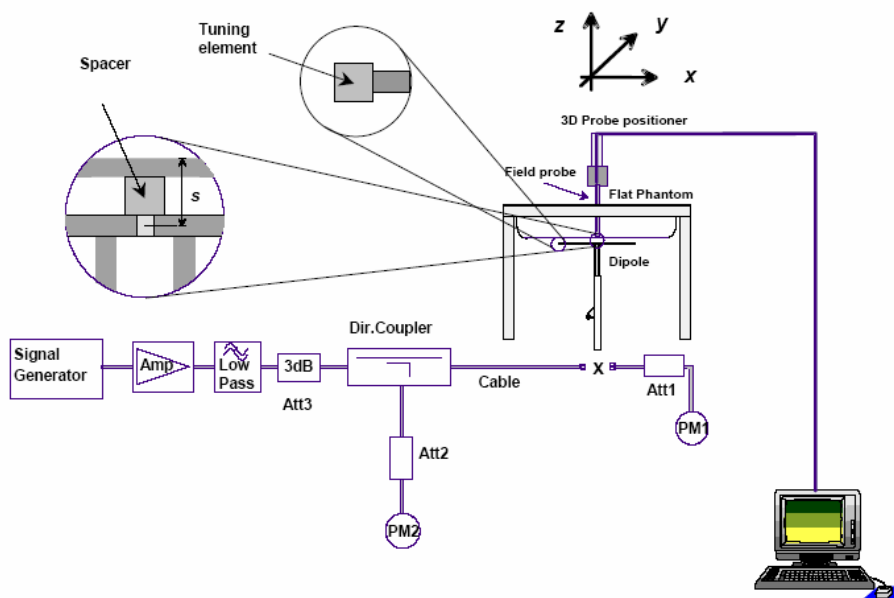 Tuning
element
z
y
x
Spacer
3D Probe positioner
Field probe
Flat Phantom
s
Dipole
Dir.Coupler
Signal
Generator
Amp
Low
Pass
3dB
Att3
Cable
X
Att1
PM1
Att2
PM2